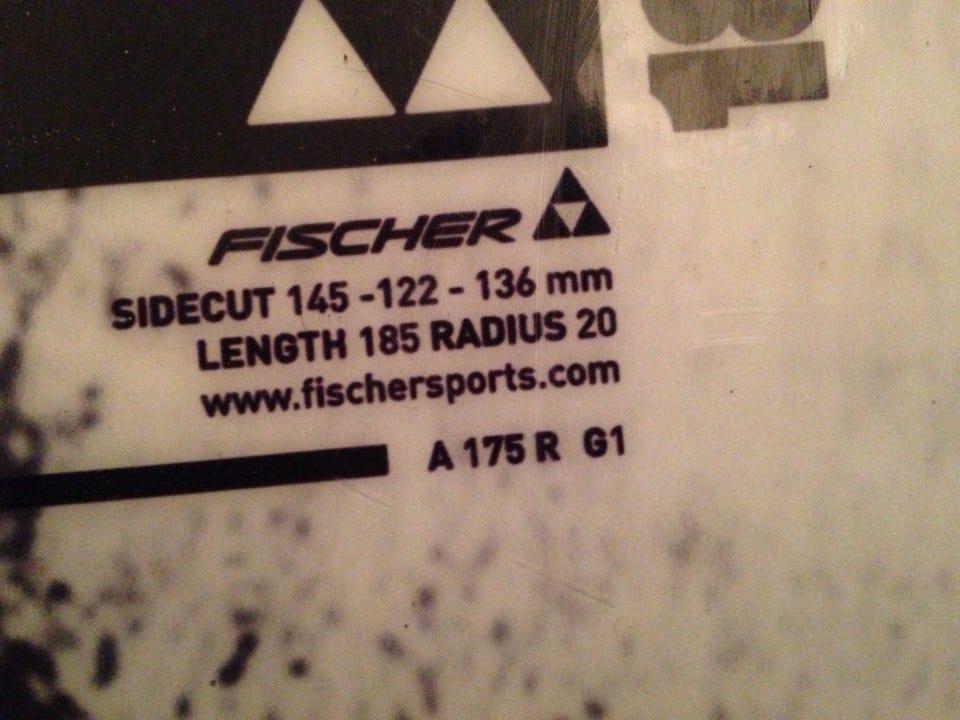 FISCHER
SIDECUT 145 -122 - 136 mm
LENGTH 185 RADIUS 20
www.fischersports.com
A 175 R G1